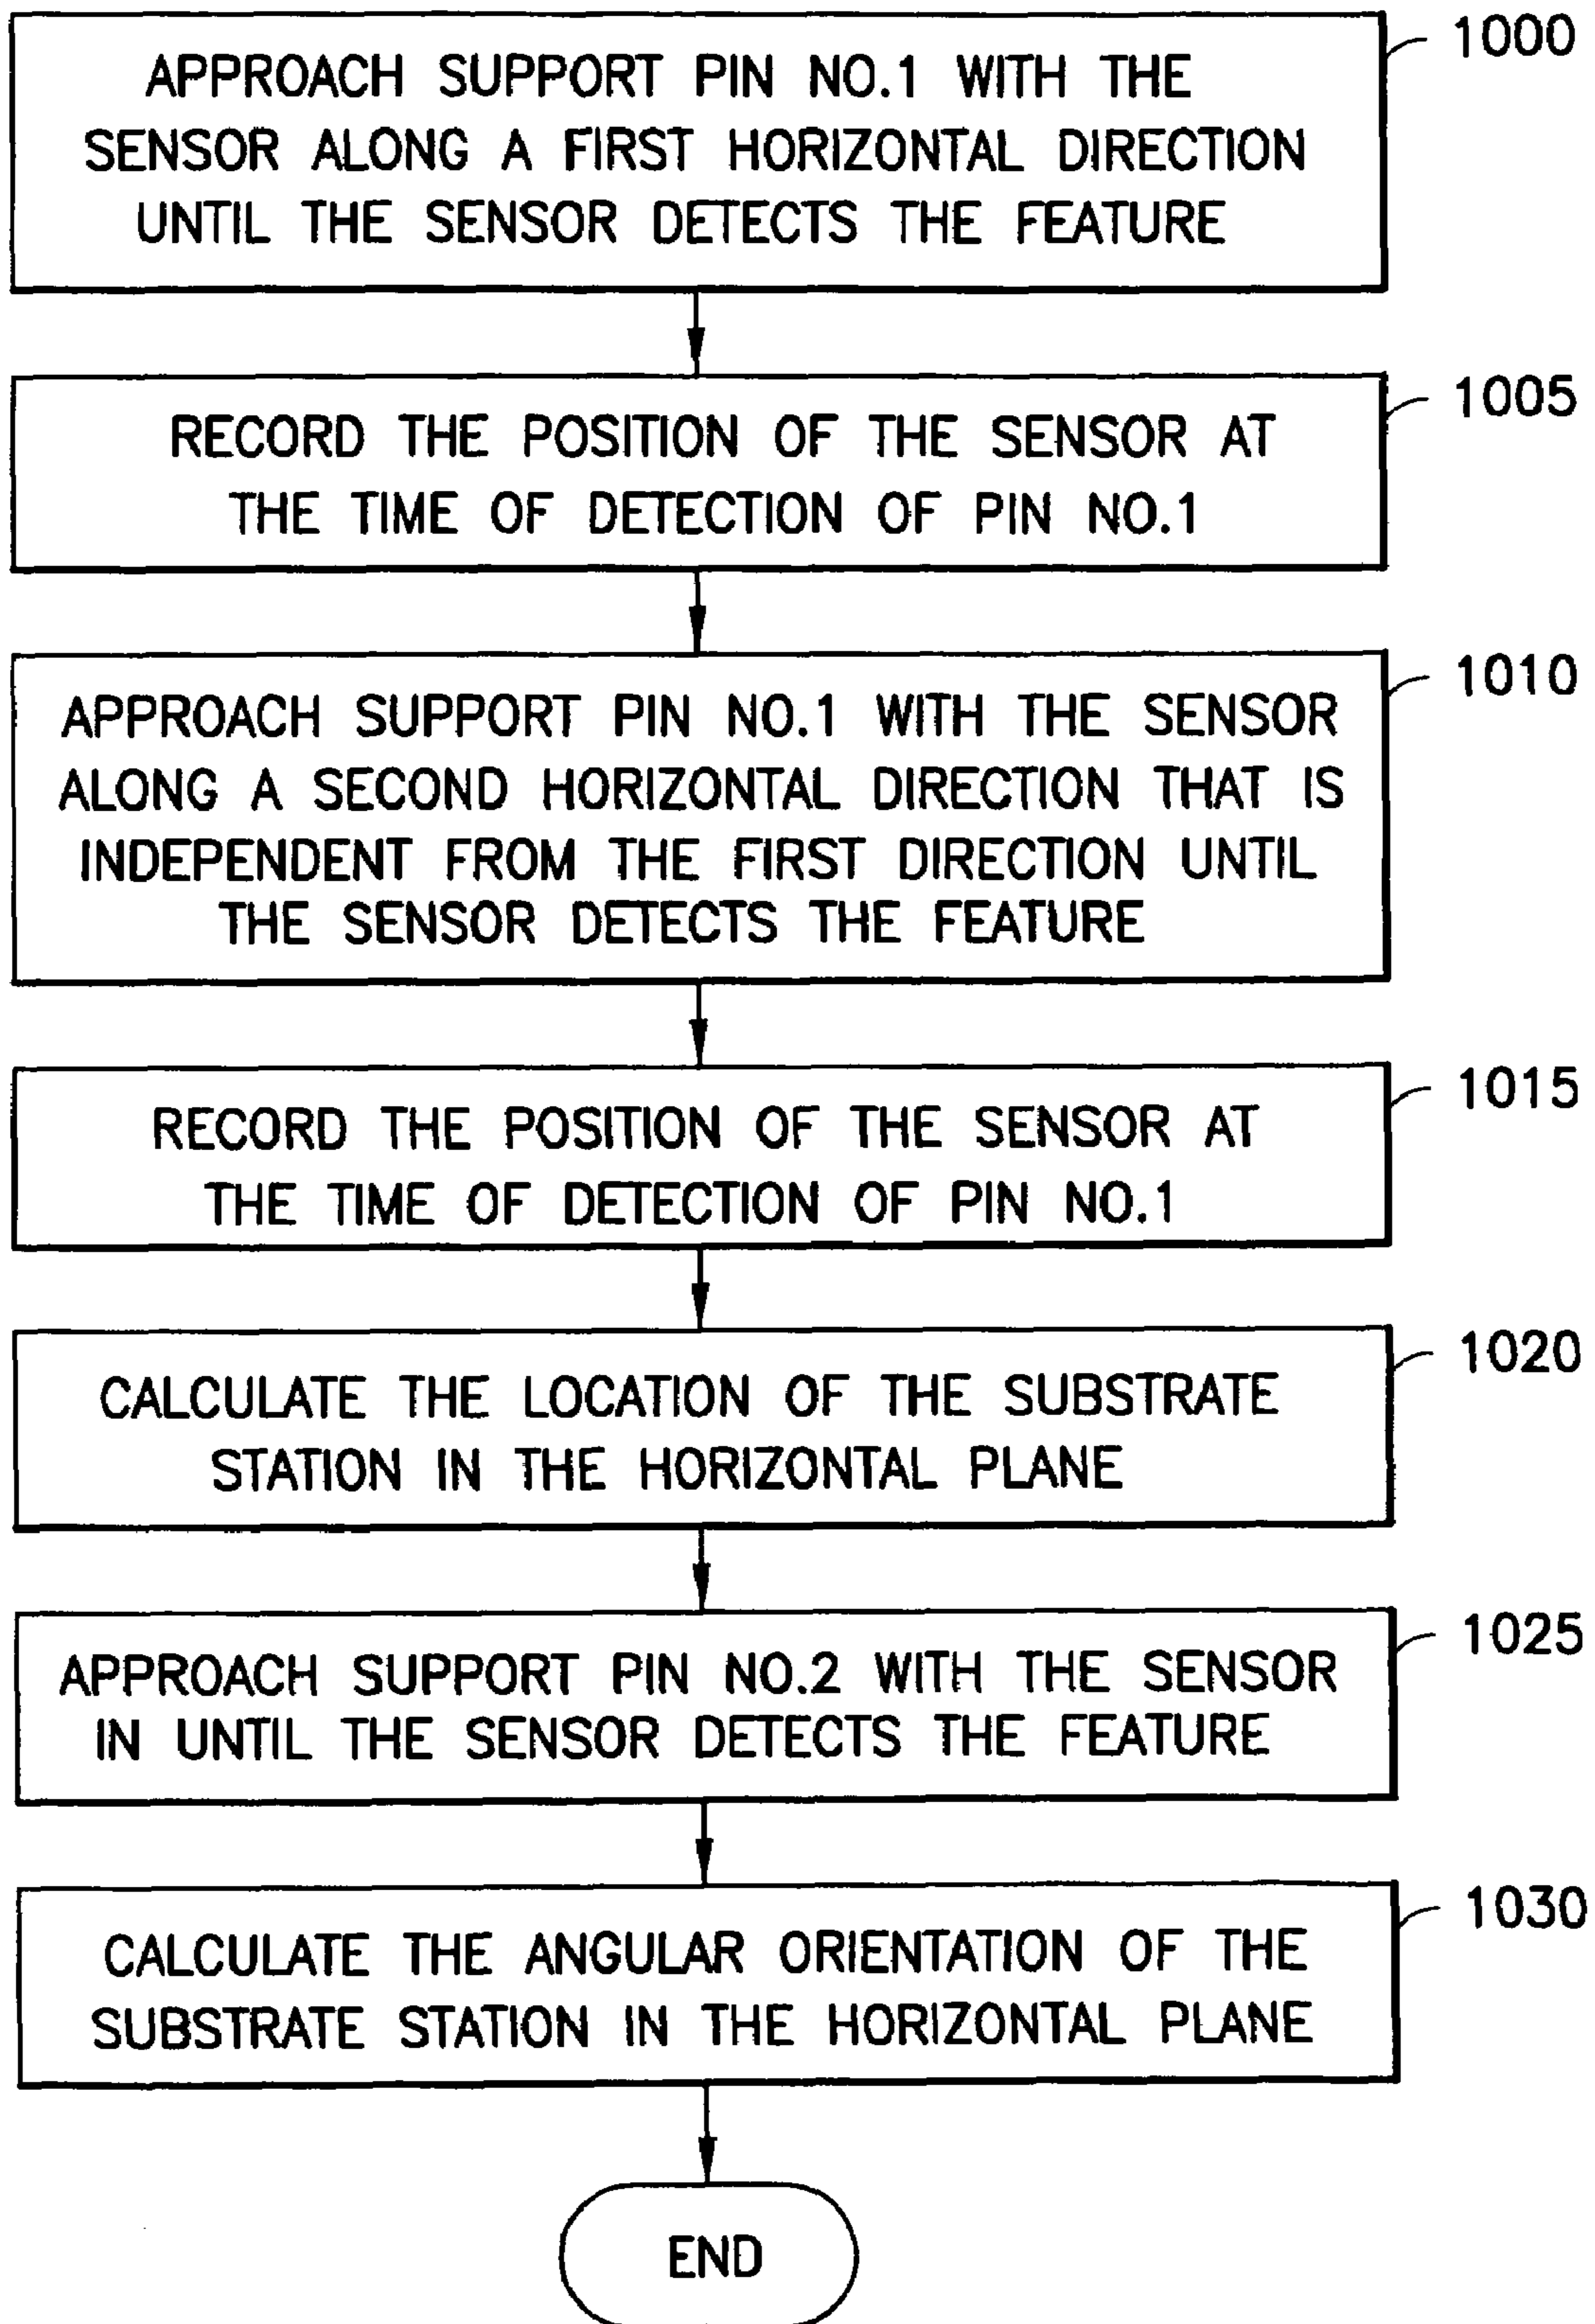 1000
APPROACH SUPPORT PIN NO.1 WITH THE
SENSOR ALONG A FIRST HORIZONTAL DIRECTION
UNTIL THE SENSOR DETECTS THE FEATURE
1005
RECORD THE POSITION OF THE SENSOR AT
THE TIME OF DETECTION OF PIN NO.1
1010
APPROACH SUPPORT PIN NO.1 WITH THE SENSOR
ALONG A SECOND HORIZONTAL DIRECTION THAT IS
INDEPENDENT FROM THE FIRST DIRECTION UNTIL
THE SENSOR DETECTS THE FEATURE
1015
RECORD THE POSITION OF THE SENSOR AT
THE TIME OF DETECTION OF PIN NO.1
1020
CALCULATE THE LOCATION OF THE SUBSTRATE
STATION IN THE HORIZONTAL PLANE
1025
APPROACH SUPPORT PIN NO.2 WITH THE SENSOR
IN UNTIL THE SENSOR DETECTS THE FEATURE
1030
CALCULATE THE ANGULAR ORIENTATION OF THE
SUBSTRATE STATION IN THE HORIZONTAL PLANE
END